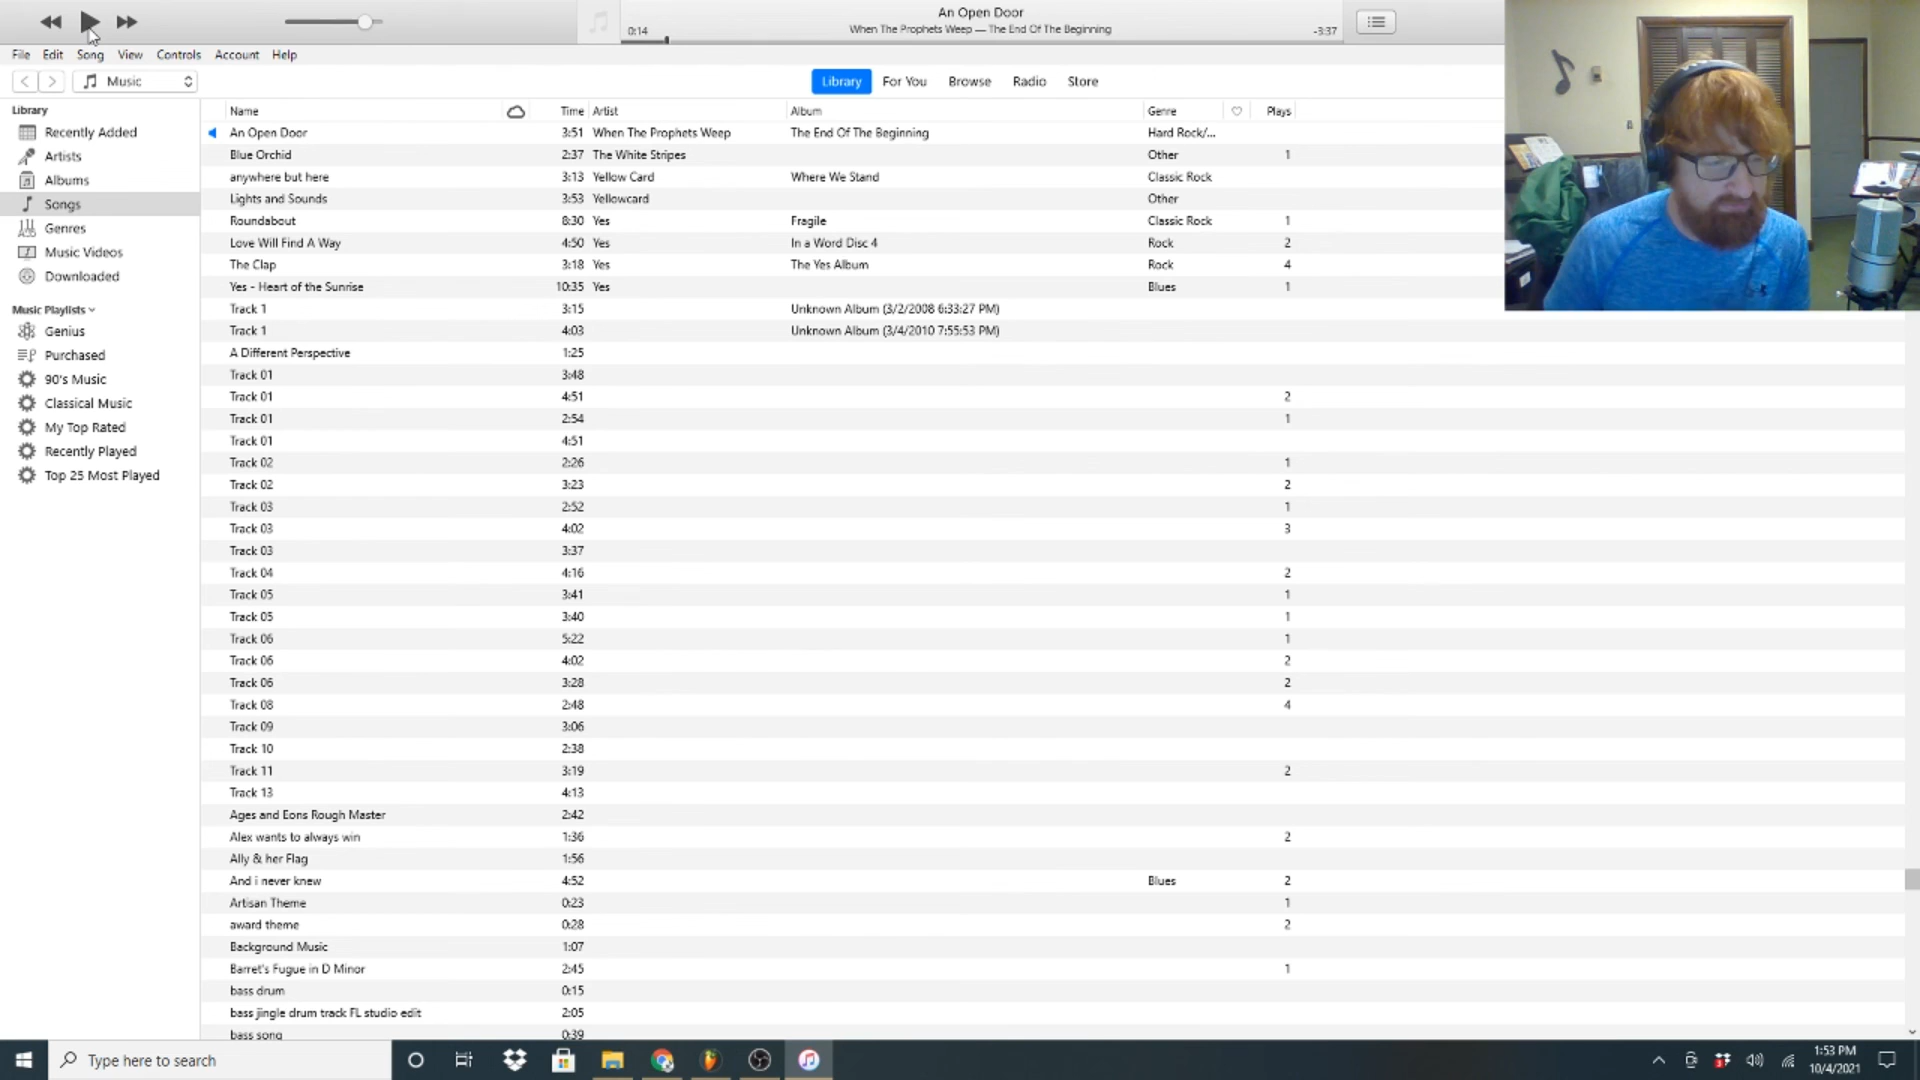 An Open Door
When The Prophets Weep — The End Of The Beginning
0:14
-3:37
File Edit Song View Controls Account Help
Music
Library For You Browse Radio Store
Library
Recently Added
Artists
Albums
Songs
Genres
Music Videos
Downloaded
Music Playlists
Genius
Purchased
90's Music
Classical Music
My Top Rated
Recently Played
Top 25 Most Played
Name Time Artist Album Genre Plays
An Open Door 3:51 When The Prophets Weep The End Of The Beginning Hard Rock/...
Blue Orchid 2:37 The White Stripes Other 1
anywhere but here 3:13 Yellow Card Where We Stand Classic Rock
Lights and Sounds 3:53 Yellowcard Other
Roundabout 8:30 Yes Fragile Classic Rock 1
Love Will Find A Way 4:50 Yes In a Word Disc 4 Rock 2
The Clap 3:18 Yes The Yes Album Rock 4
Yes - Heart of the Sunrise 10:35 Yes Blues 1
Track 1 3:15 Unknown Album (3/2/2008 6:33:27 PM)
Track 1 4:03 Unknown Album (3/4/2010 7:55:53 PM)
A Different Perspective 1:25
Track 01 3:48
Track 01 4:51 2
Track 01 2:54 1
Track 01 4:51
Track 02 2:26 1
Track 02 3:23 2
Track 03 2:52 1
Track 03 4:02 3
Track 03 3:37
Track 04 4:16 2
Track 05 3:41 1
Track 05 3:40 1
Track 06 5:22 1
Track 06 4:02 2
Track 06 3:28 2
Track 08 2:48 4
Track 09 3:06
Track 10 2:38
Track 11 3:19 2
Track 13 4:13
Ages and Eons Rough Master 2:42
Alex wants to always win 1:36 2
Ally & her Flag 1:56
And i never knew 4:52 Blues 2
Artisan Theme 0:23 1
award theme 0:28 2
Background Music 1:07
Barret's Fugue in D Minor 2:45 1
bass drum 0:15
bass jingle drum track FL studio edit 2:05
bass song 0:39
Type here to search
1:53 PM
10/4/2021